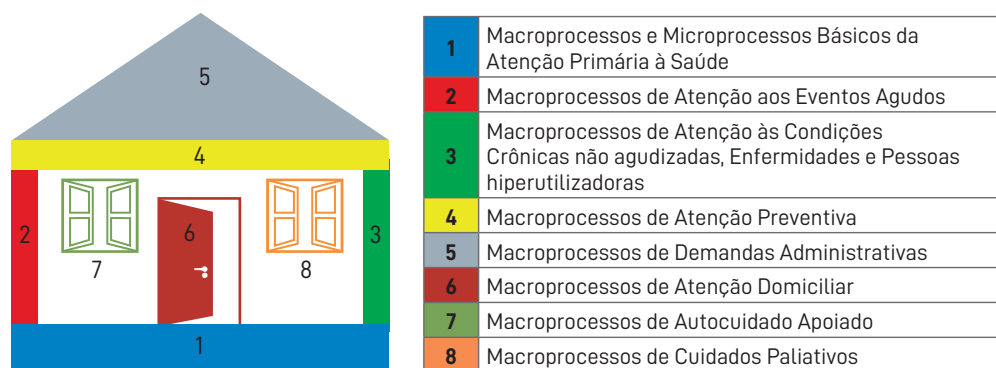 5
4
2
6
3
7
8
1
1 Macroprocessos e Microprocessos Básicos da
Atenção Primária à Saúde
2 Macroprocessos de Atenção aos Eventos Agudos
3 Macroprocessos de Atenção às Condições
Crônicas não agudizadas, Enfermidades e Pessoas
hiperutilizadoras
4 Macroprocessos de Atenção Preventiva
5 Macroprocessos de Demandas Administrativas
6 Macroprocessos de Atenção Domiciliar
7 Macroprocessos de Autocuidado Apoiado
8 Macroprocessos de Cuidados Paliativos